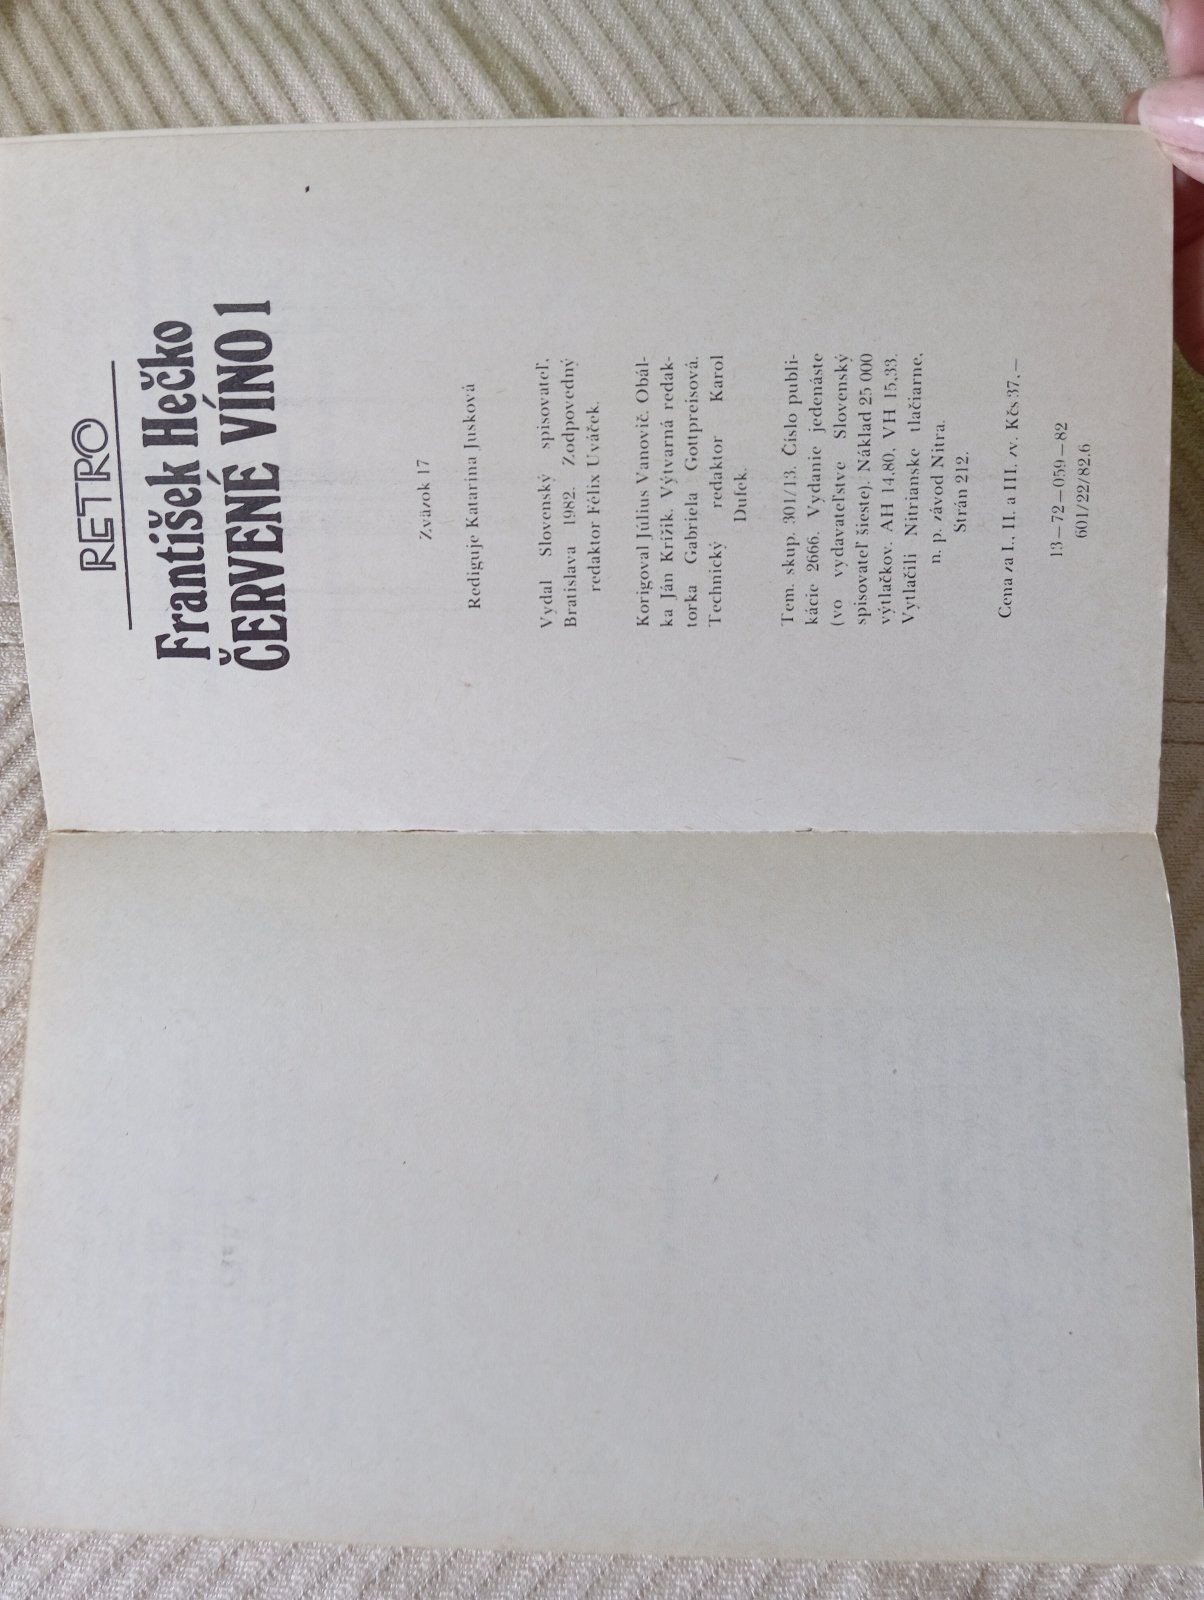 RETRO
František Hečko
ČERVENÉ VÍNO 1
Zväzok 17
Rediguje Katarína Jusková
Vydal Slovenský spisovateľ,
Bratislava 1982. Zodpovedný
redaktor Félix Uváček.
Korigoval Július Vanovič. Obál-
ka Ján Krížik. Výtvarná redak-
torka Gabriela Gottpreisová.
Technický redaktor Karol
Dufek.
Tem. skup. 301/13. Číslo publi-
kácie 2666. Vydanie jedenáste
(vo vydavateľstve Slovenský
spisovateľ šieste). Náklad 25 000
výtlačkov. AH 14,80, VH 15,33.
Vytlačili Nitrianske tlačiarne,
n. p. závod Nitra.
Strán 212.
Cena za I., II. a III. zv. Kčs 37,—
13—72—059—82
601/22/82,6